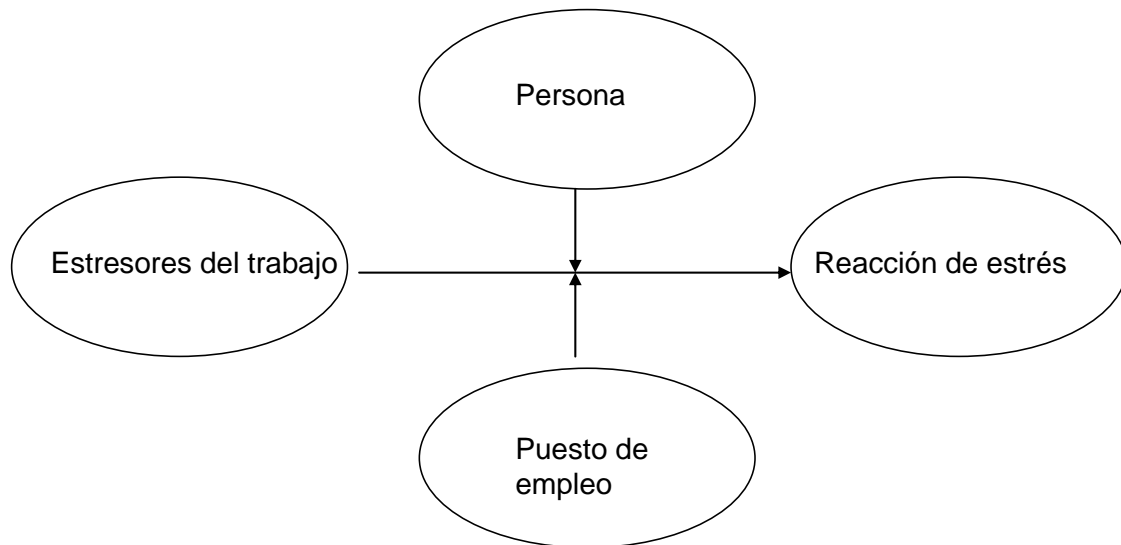 Persona
Estresores del trabajo
Reacción de estrés
Puesto de
empleo